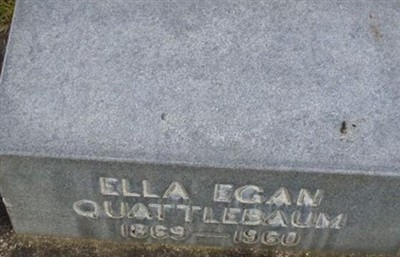 ELLA EGAN
QUATTLEBAUM
1869 — 1960